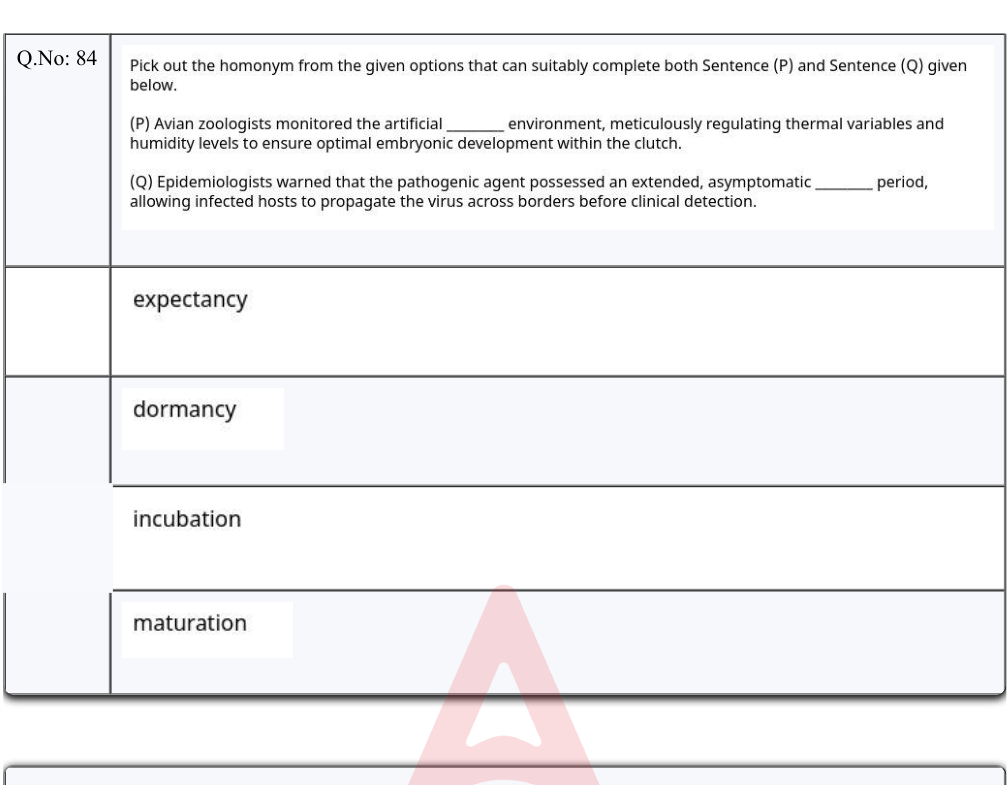 Q.No: 84
Pick out the homonym from the given options that can suitably complete both Sentence (P) and Sentence (Q) given
below.
(P) Avian zoologists monitored the artificial ________ environment, meticulously regulating thermal variables and
humidity levels to ensure optimal embryonic development within the clutch.
(Q) Epidemiologists warned that the pathogenic agent possessed an extended, asymptomatic ________ period,
allowing infected hosts to propagate the virus across borders before clinical detection.
expectancy
dormancy
incubation
maturation